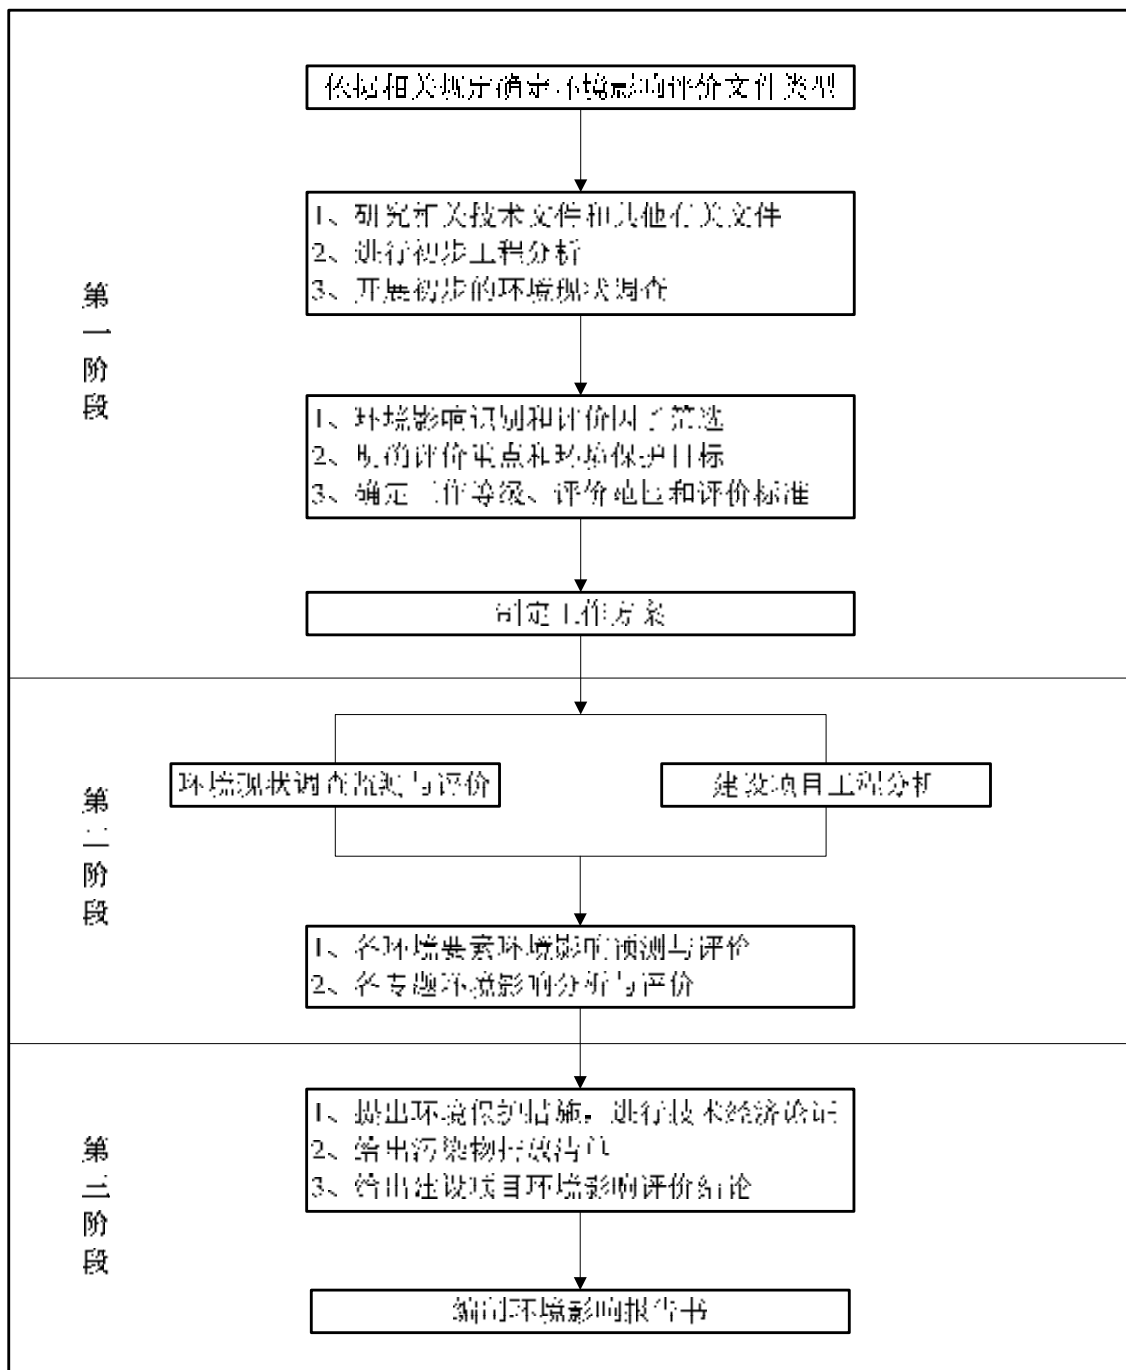 依据相关规定确定环境影响评价文件类型
1、研究相关技术文件和其他有关文件
2、进行初步工程分析
3、开展初步的环境现状调查
第一阶段
1、环境影响识别和评价因子筛选
2、明确评价重点和环境保护目标
3、确定工作等级、评价范围和评价标准
制定工作方案
环境现状调查监测与评价
建设项目工程分析
第二阶段
1、各环境要素环境影响预测与评价
2、各专题环境影响分析与评价
1、提出环境保护措施，进行技术经济论证
2、给出污染物排放清单
3、给出建设项目环境影响评价结论
第三阶段
编制环境影响报告书